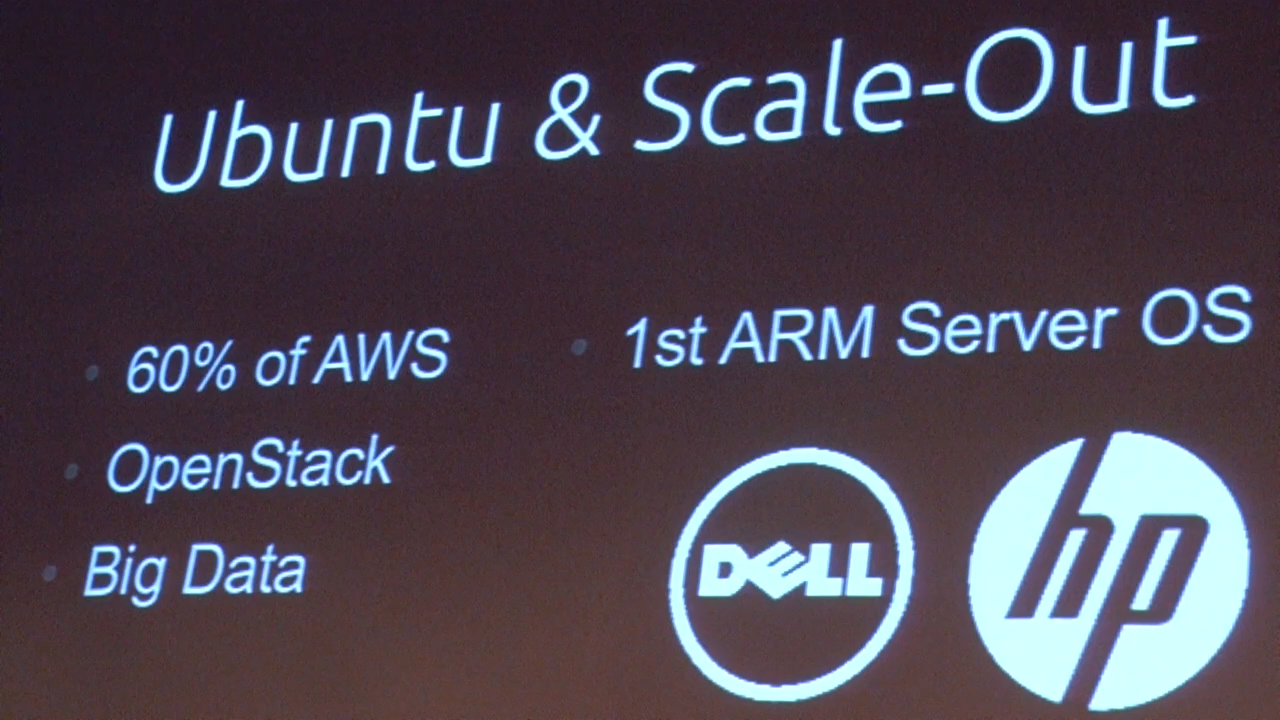 Ubuntu & Scale-Out
60% of AWS
OpenStack
Big Data
1st ARM Server OS
DELL
hp